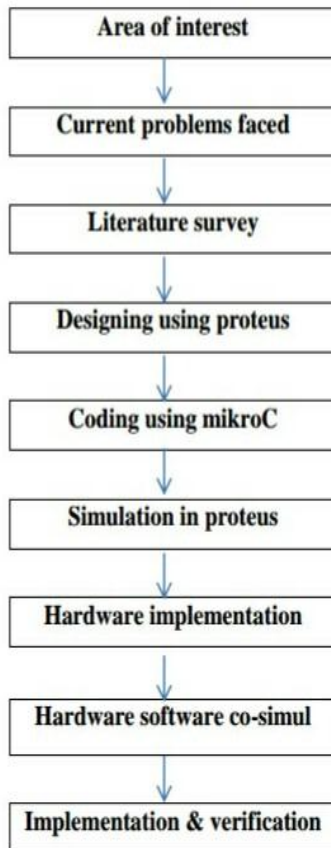 Area of interest
Current problems faced
Literature survey
Designing using proteus
Coding using mikroC
Simulation in proteus
Hardware implementation
Hardware software co-simul
Implementation & verification